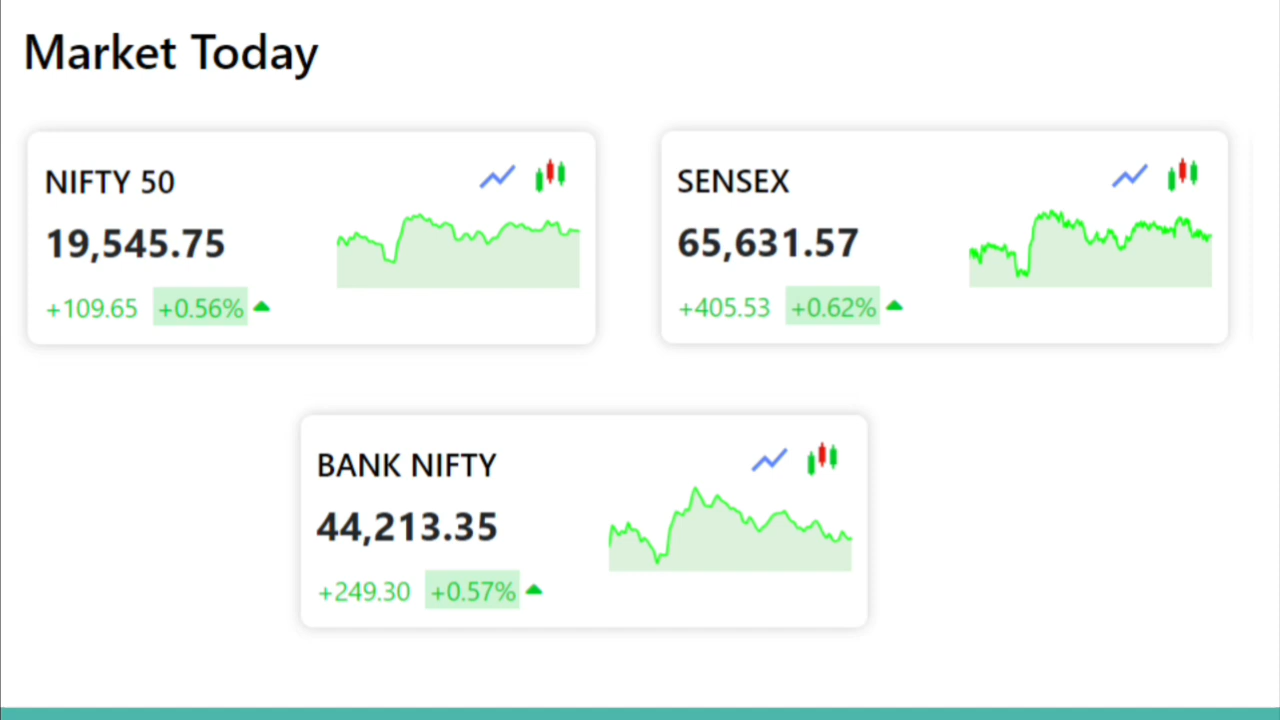 Market Today
NIFTY 50
19,545.75
+109.65 +0.56%
SENSEX
65,631.57
+405.53 +0.62%
BANK NIFTY
44,213.35
+249.30 +0.57%